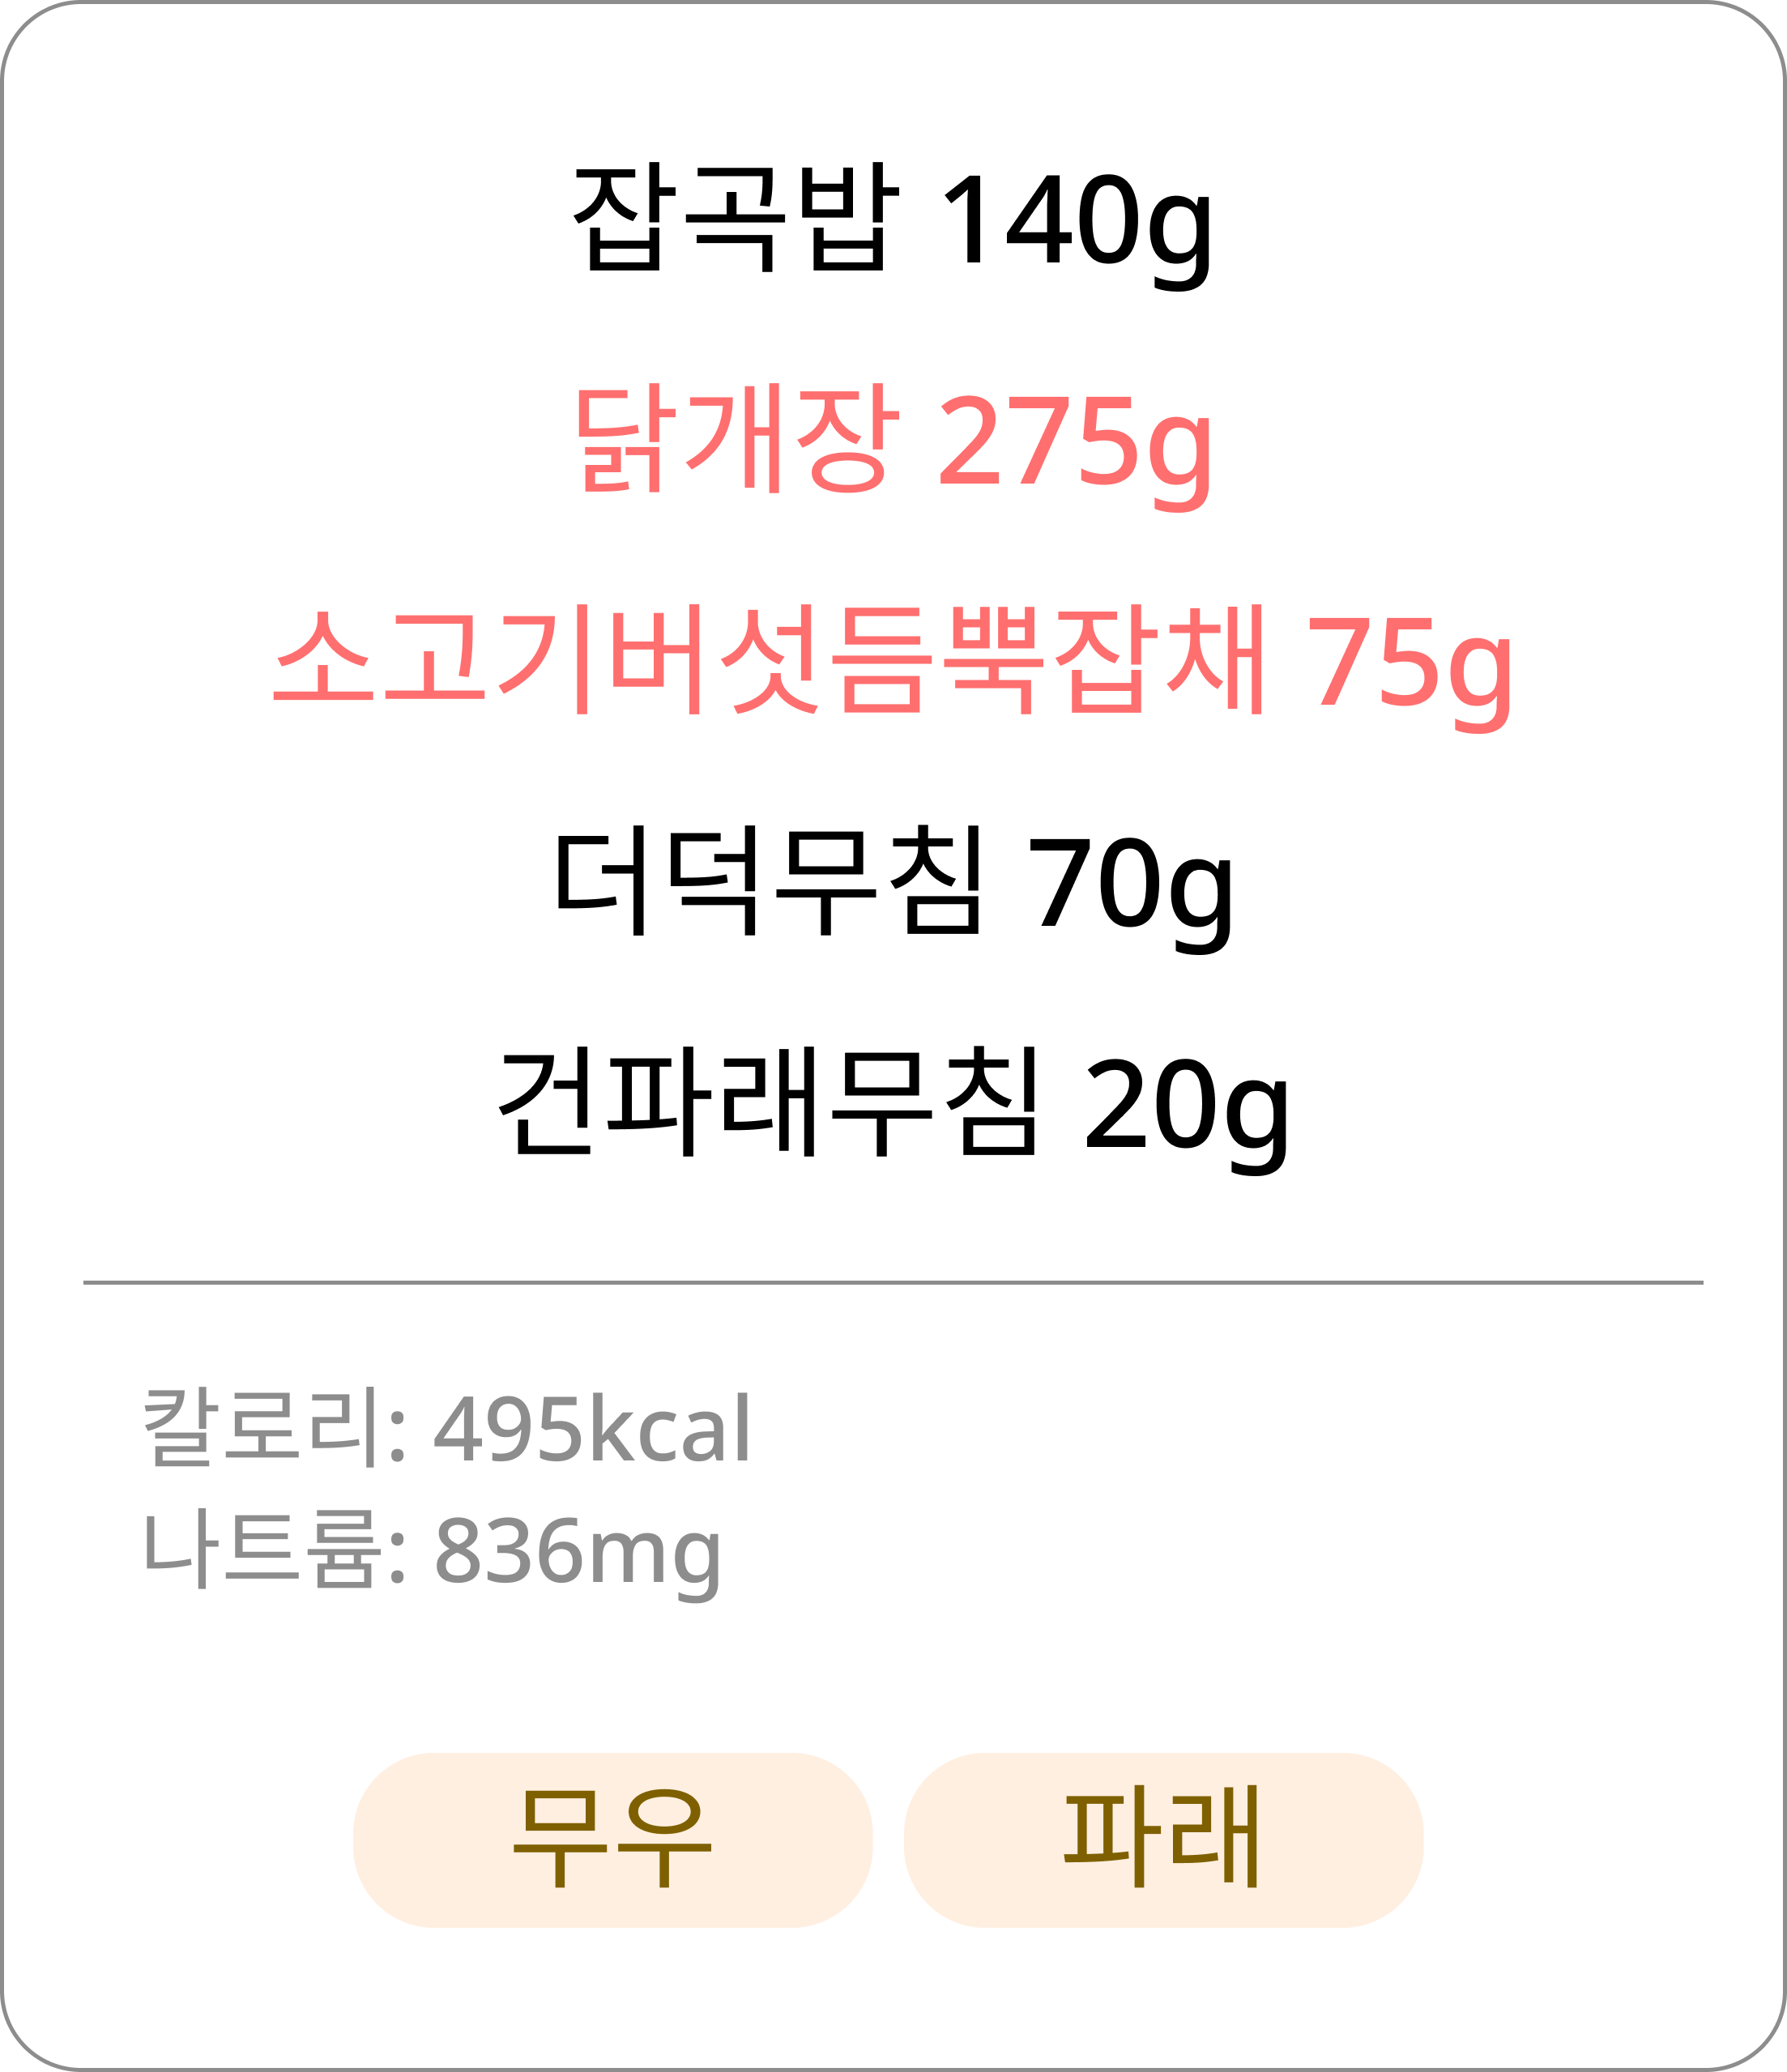 잡곡밥 140g
닭개장 275g
소고기버섯듬뿍잡채 75g
더덕무침 70g
건파래무침 20g
칼로리: 495kcal
나트륨: 836mg
무우
파래